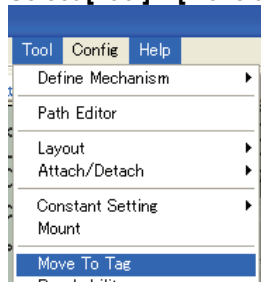 Tool Config Help
Define Mechanism
Path Editor
Layout
Attach/Detach
Constant Setting
Mount
Move To Tag